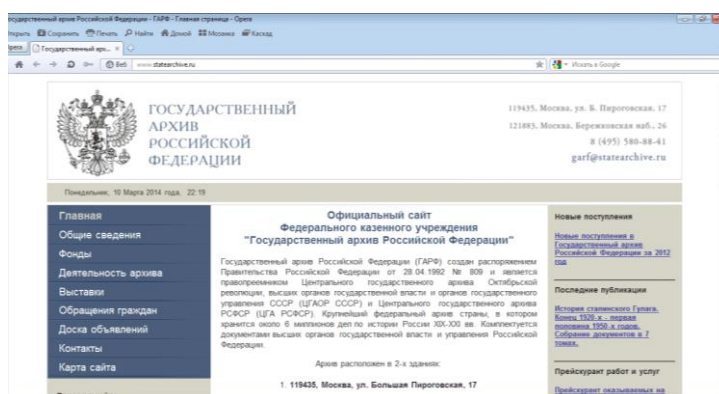 Государственный архив Российской Федерации - ГАРФ - Главная страница - Opera
Открыть Сохранить Печать Найти Домой Мозаика Каскад
Opera Государственный арх...
Веб www.statearchive.ru Искать в Google
ГОСУДАРСТВЕННЫЙ
АРХИВ
РОССИЙСКОЙ
ФЕДЕРАЦИИ
119435, Москва, ул. Б. Пироговская, 17
121883, Москва, Бережковская наб., 26
8 (495) 580-88-41
garf@statearchive.ru
Понедельник, 10 Марта 2014 года, 22:19
Главная
Общие сведения
Фонды
Деятельность архива
Выставки
Обращения граждан
Доска объявлений
Контакты
Карта сайта
Официальный сайт
Федерального казенного учреждения
"Государственный архив Российской Федерации"
Государственный архив Российской Федерации (ГАРФ) создан распоряжением
Правительства Российской Федерации от 28.04.1992 № 809 и является
правопреемником Центрального государственного архива Октябрьской
революции, высших органов государственной власти и органов государственного
управления СССР (ЦГАОР СССР) и Центрального государственного архива
РСФСР (ЦГА РСФСР). Крупнейший федеральный архив страны, в котором
хранится около 6 миллионов дел по истории России XIX-XXI вв. Комплектуется
документами высших органов государственной власти и управления Российской
Федерации.
Архив расположен в 2-х зданиях:
1. 119435, Москва, ул. Большая Пироговская, 17
Новые поступления
Новые поступления в
Государственный архив
Российской Федерации за 2012
год
Последние публикации
История сталинского Гулага.
Конец 1920-х - первая
половина 1950-х годов.
Собрание документов в 7
томах.
Прейскурант работ и услуг
Прейскурант оказываемых на